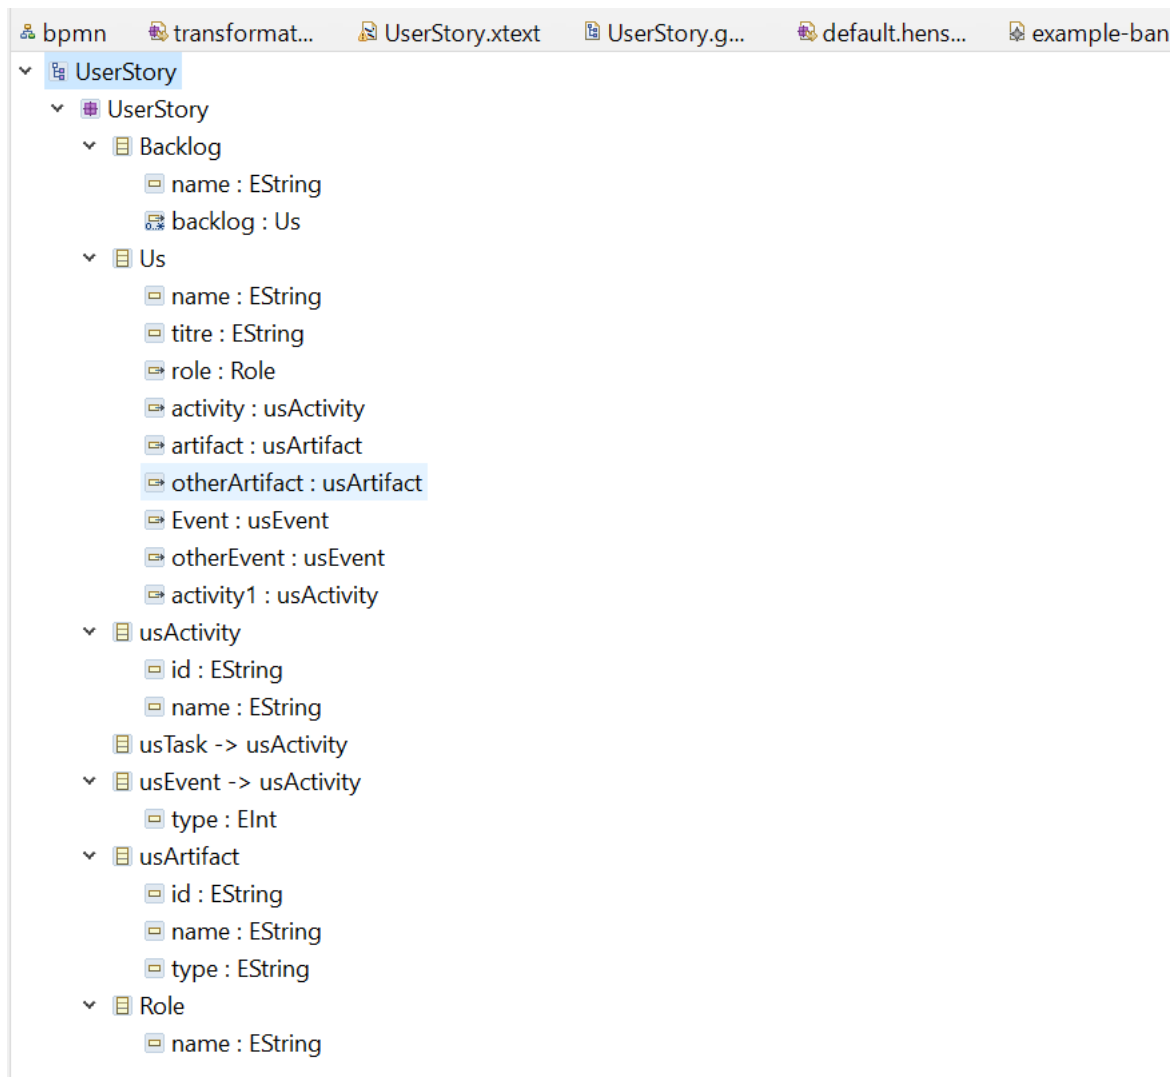 bpmn transformat... UserStory.xtext UserStory.g... default.hens... example-ban
UserStory
UserStory
Backlog
name : EString
0..* backlog : Us
Us
name : EString
titre : EString
role : Role
activity : usActivity
artifact : usArtifact
otherArtifact : usArtifact
Event : usEvent
otherEvent : usEvent
activity1 : usActivity
usActivity
id : EString
name : EString
usTask -> usActivity
usEvent -> usActivity
type : EInt
usArtifact
id : EString
name : EString
type : EString
Role
name : EString